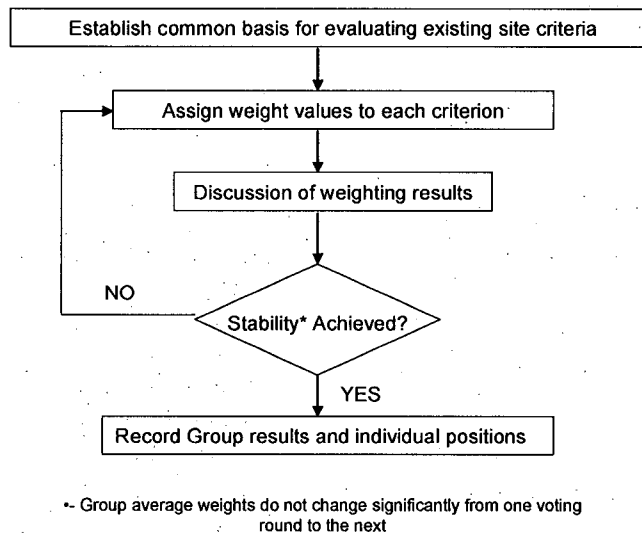 Establish common basis for evaluating existing site criteria
Assign weight values to each criterion
Discussion of weighting results
NO
Stability* Achieved?
YES
Record Group results and individual positions
•- Group average weights do not change significantly from one voting
round to the next